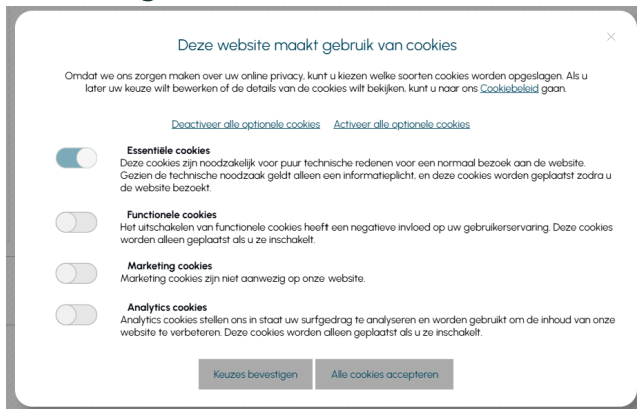 Deze website maakt gebruik van cookies
Omdat we ons zorgen maken over uw online privacy, kunt u kiezen welke soorten cookies worden opgeslagen. Als u
later uw keuze wilt bewerken of de details van de cookies wilt bekijken, kunt u naar ons Cookiebeleid gaan.
Deactiveer alle optionele cookies Activeer alle optionele cookies
Essentiële cookies
Deze cookies zijn noodzakelijk voor puur technische redenen voor een normaal bezoek aan de website.
Gezien de technische noodzaak geldt alleen een informatieplicht, en deze cookies worden geplaatst zodra u
de website bezoekt.
Functionele cookies
Het uitschakelen van functionele cookies heeft een negatieve invloed op uw gebruikerservaring. Deze cookies
worden alleen geplaatst als u ze inschakelt.
Marketing cookies
Marketing cookies zijn niet aanwezig op onze website.
Analytics cookies
Analytics cookies stellen ons in staat uw surfgedrag te analyseren en worden gebruikt om de inhoud van onze
website te verbeteren. Deze cookies worden alleen geplaatst als u ze inschakelt.
Keuzes bevestigen Alle cookies accepteren